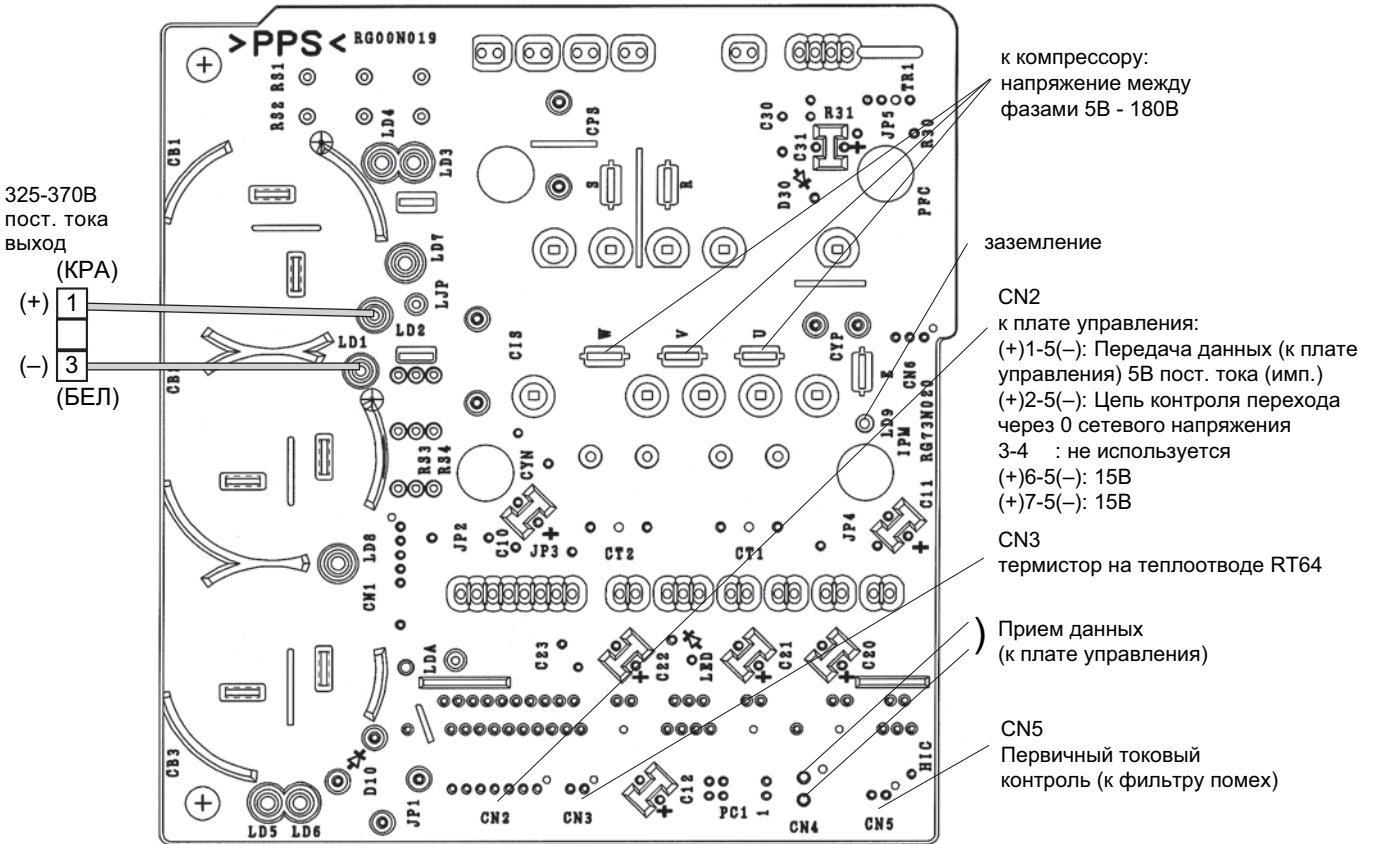 >PPS< RG00N019
RS1
RS2
LD4
LD3
CB1
CPS
S
R
C30
R31
C31
D30
JP5
TR1
R30
PFC
к компрессору:
напряжение между
фазами 5В - 180В
325-370В
пост. тока
выход
(КРА)
(+) 1
(–) 3
(БЕЛ)
LD7
LJP
LD2
LD1
CB2
CIS
W
V
U
CYP
E
CN6
LD9
IPM
RG73N020
заземление
CN2
к плате управления:
(+)1-5(–): Передача данных (к плате
управления) 5В пост. тока (имп.)
(+)2-5(–): Цепь контроля перехода
через 0 сетевого напряжения
3-4 : не используется
(+)6-5(–): 15В
(+)7-5(–): 15В
RS3
RS4
CYN
JP2
C10
JP3
CT2
CT1
JP4
C11
LD8
CN1
CN3
термистор на теплоотводе RT64
LDA
C23
C22
LED
C21
C20
) Прием данных
(к плате управления)
CB3
D10
JP1
LD5 LD6
CN2
CN3
C12
PC1
1
CN4
CN5
HIC
CN5
Первичный токовый
контроль (к фильтру помех)